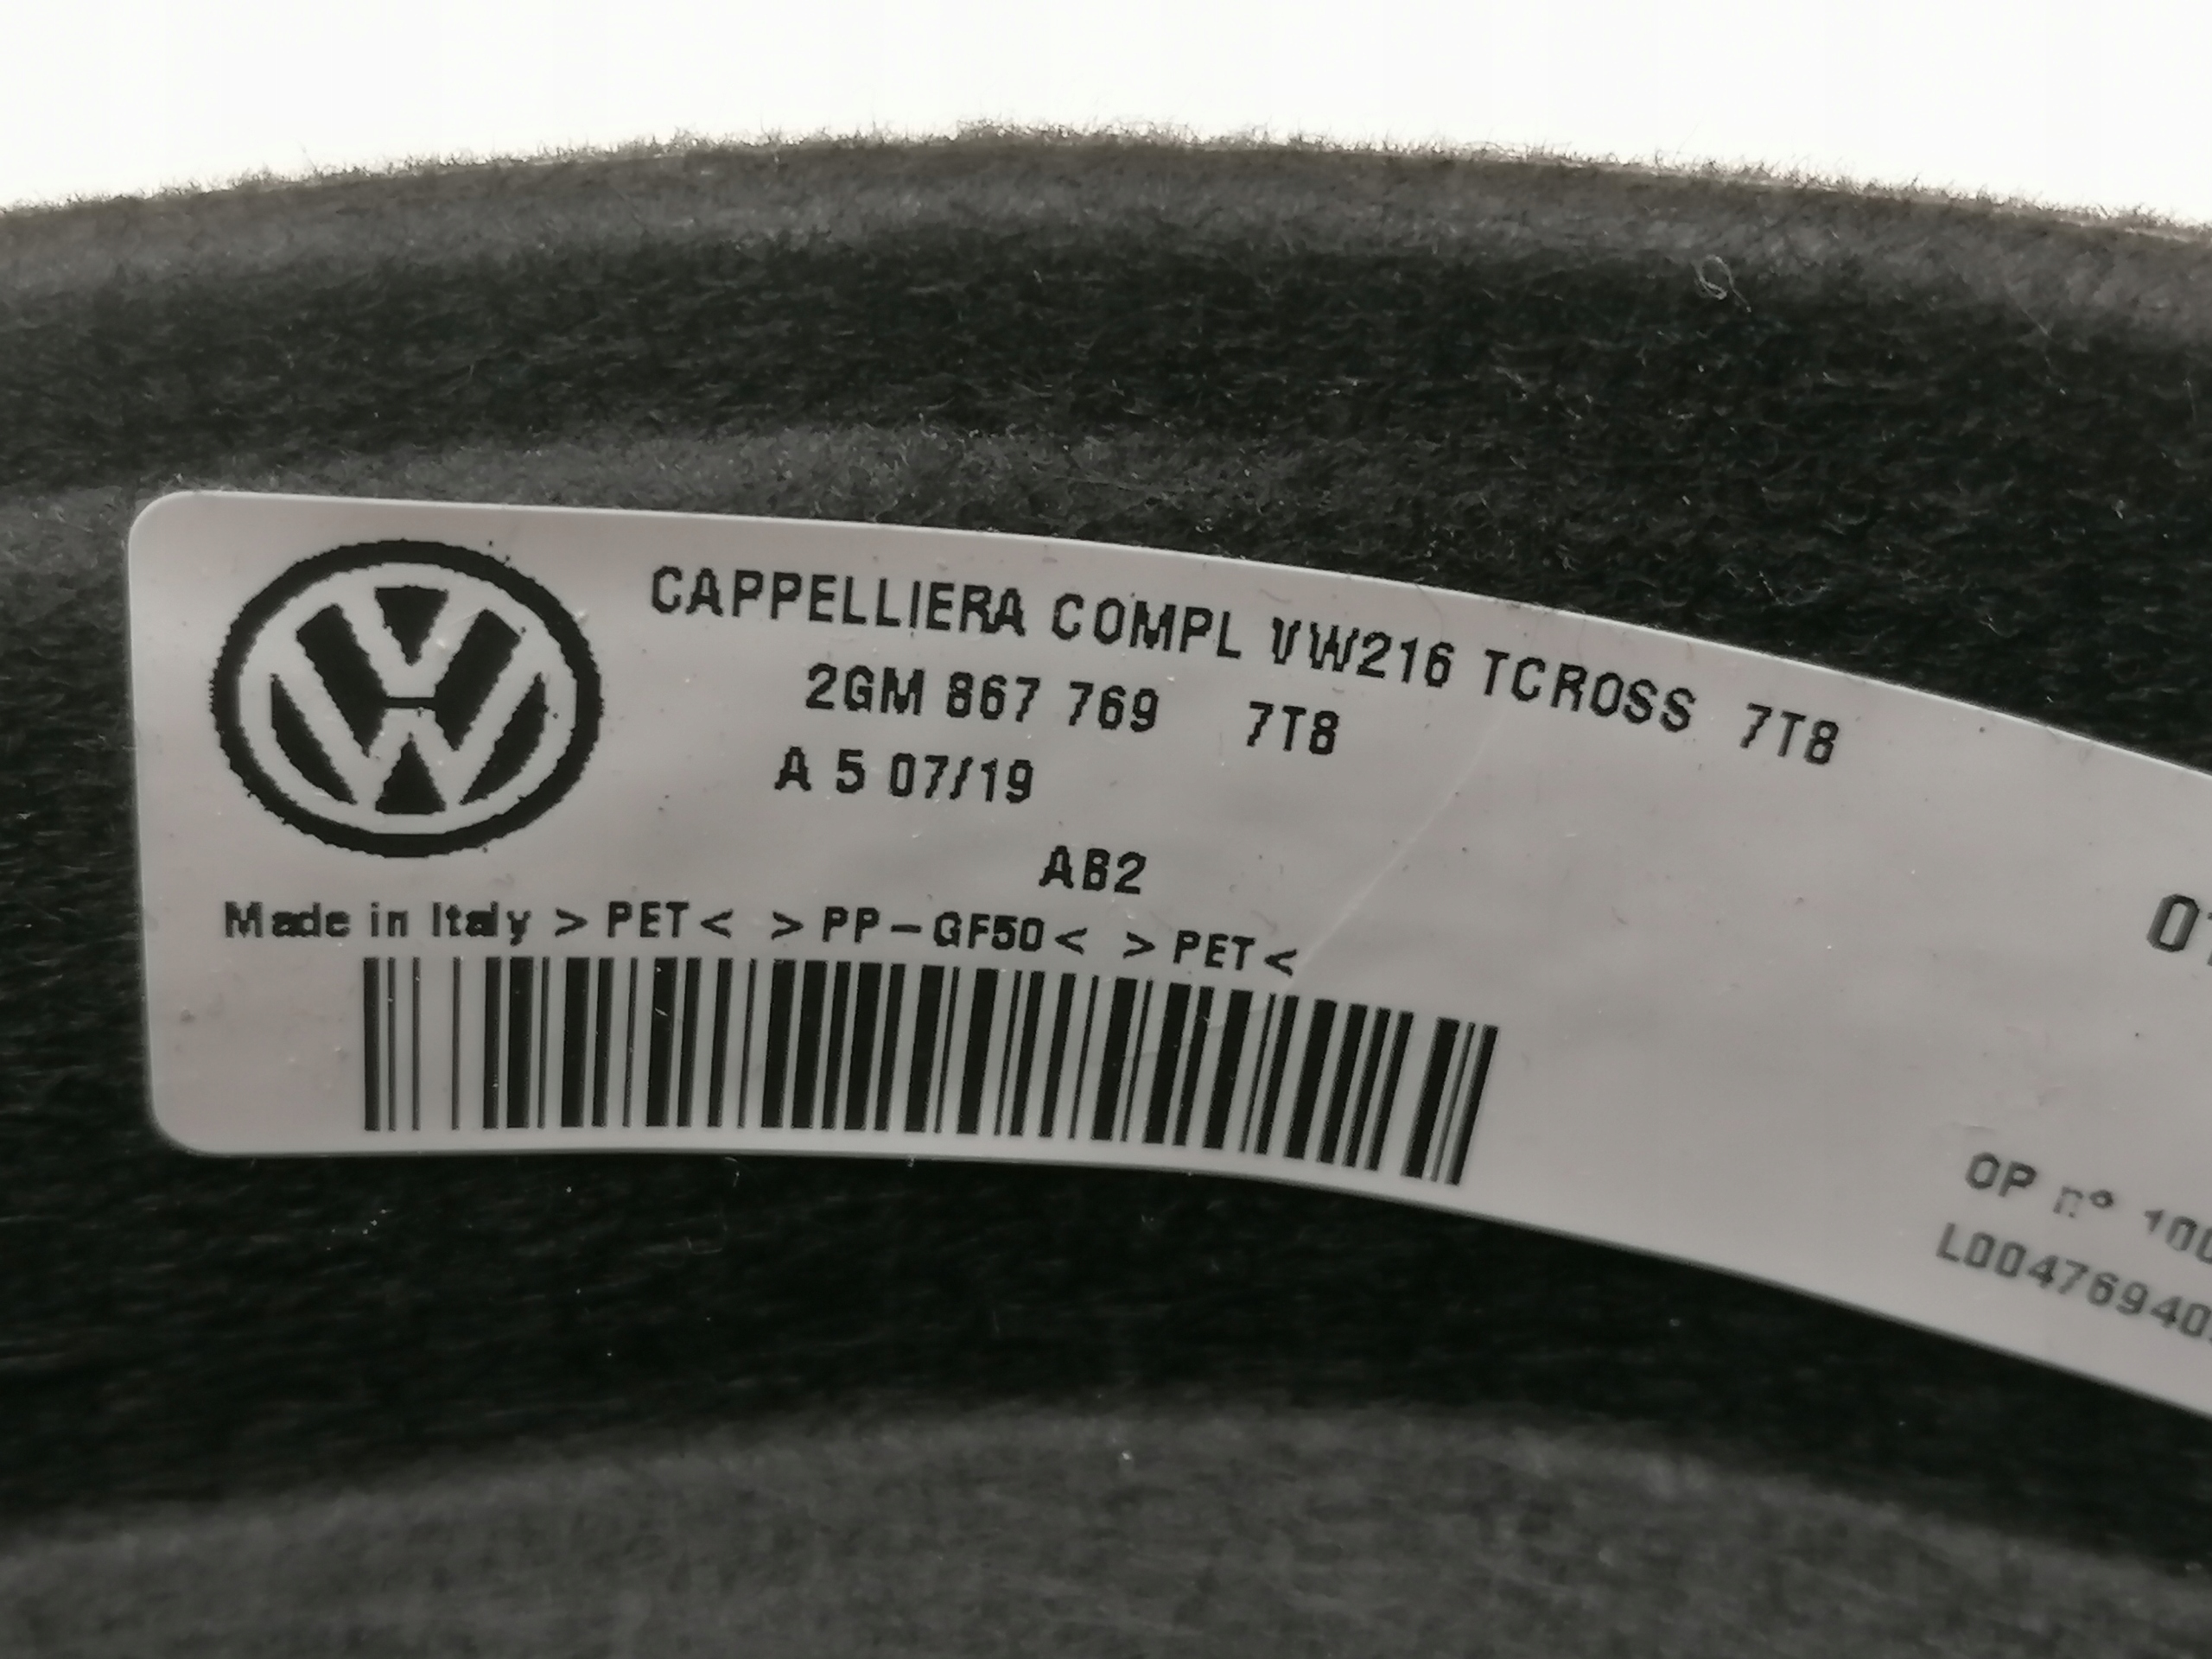 CAPPELLIERA COMPL VW216 TCROSS 7T8
2GM 867 769 7T8
A 5 07/19
AB2
Made in Italy > PET < > PP-GF50 < > PET <
OP n°